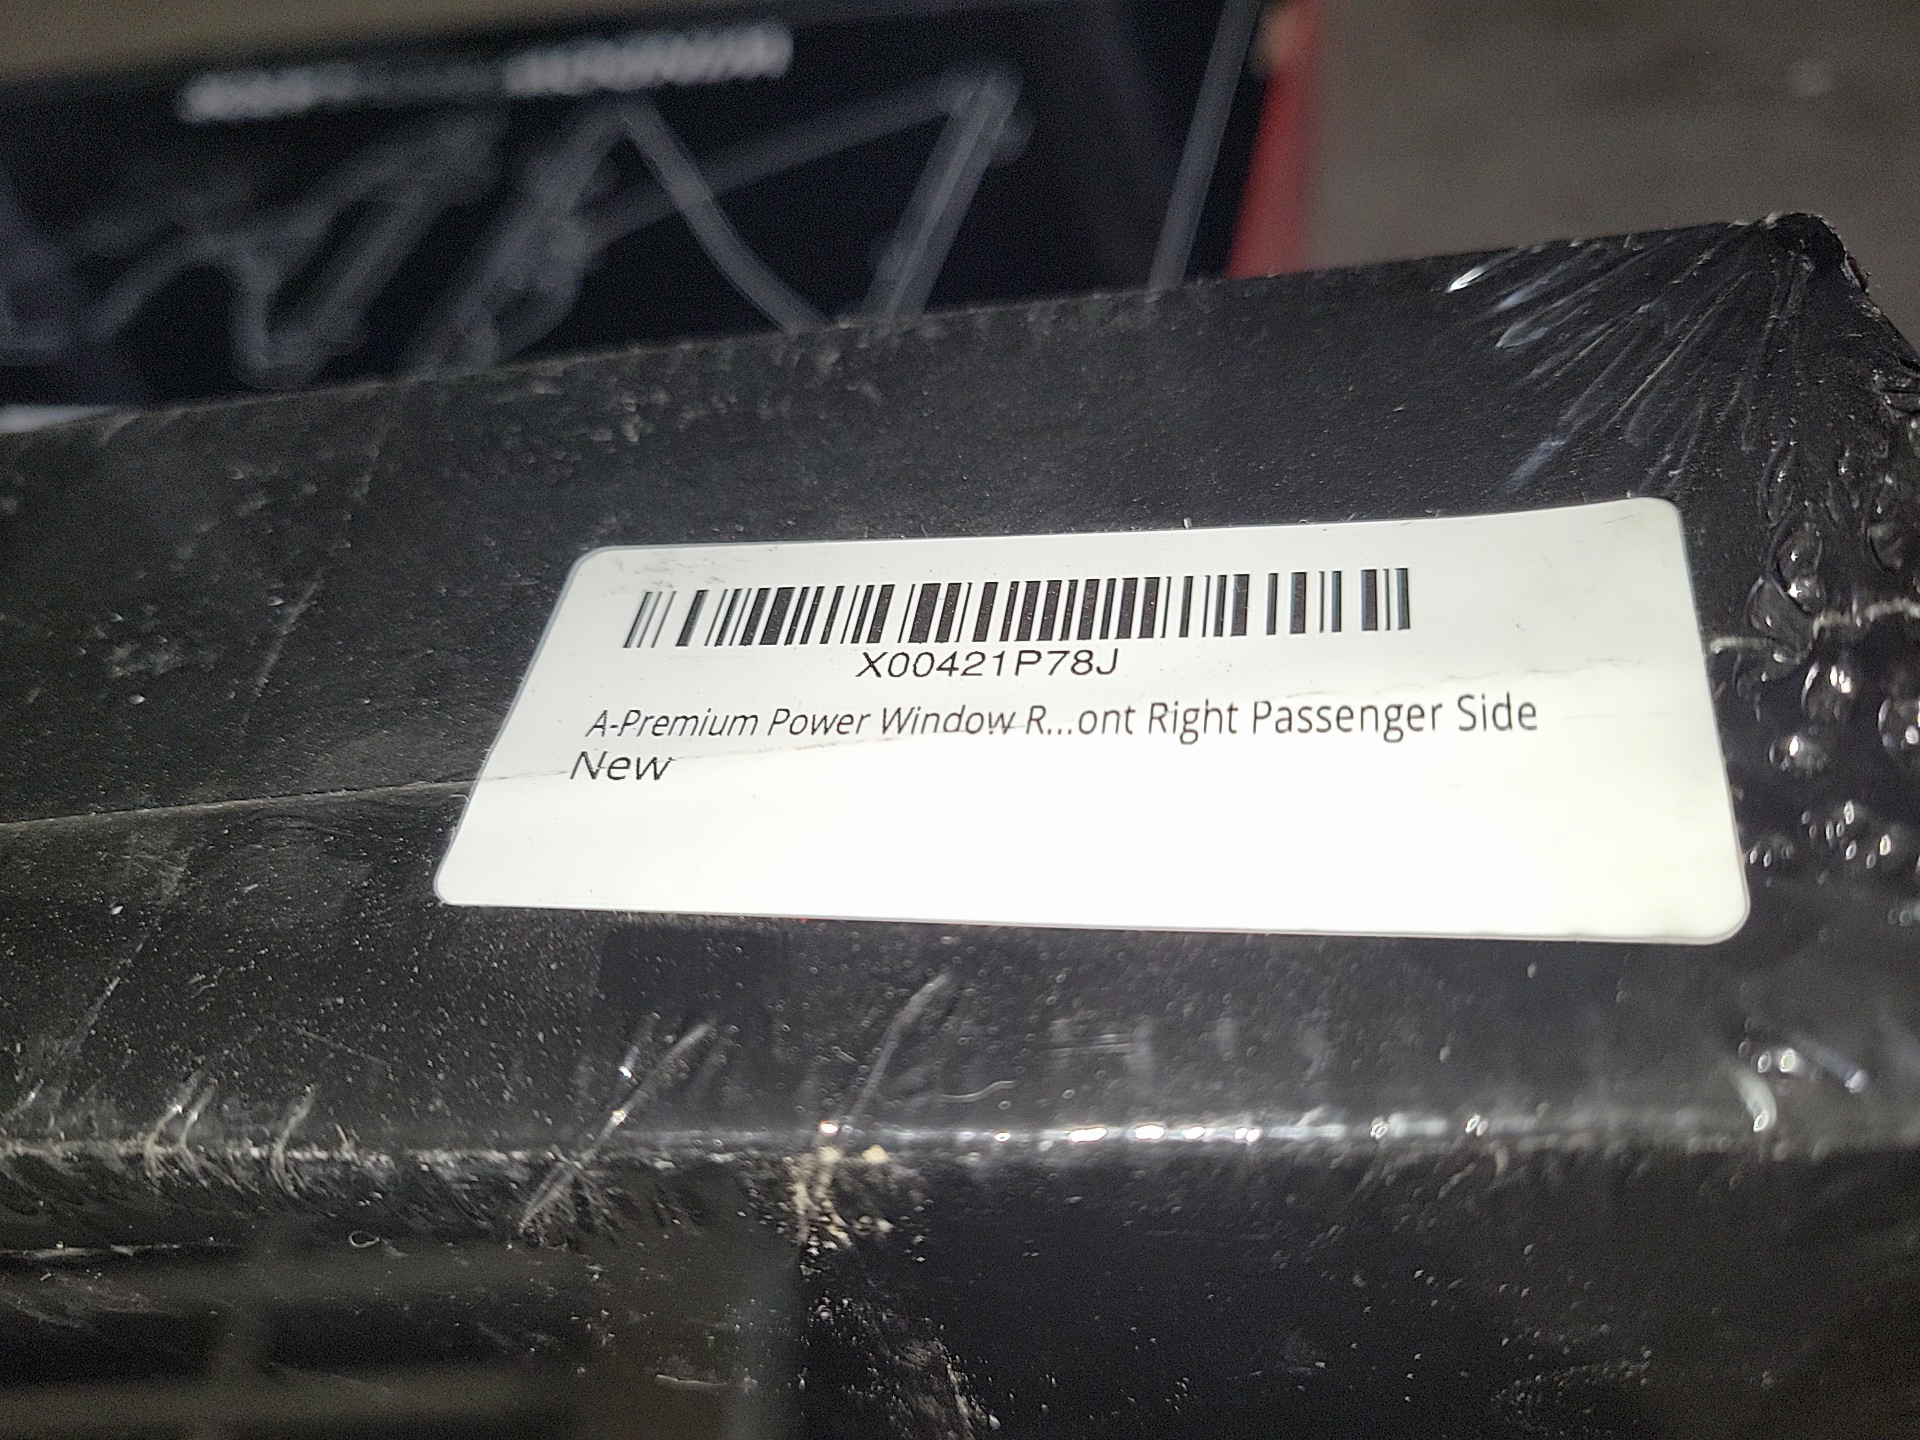 X00421P78J
A-Premium Power Window R...ont Right Passenger Side
New